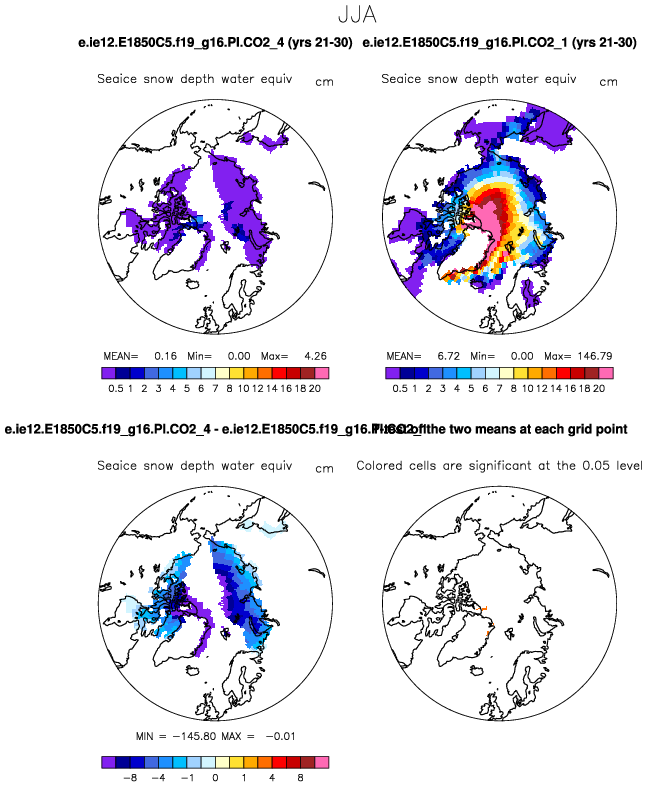 JJA
e.ie12.E1850C5.f19_g16.PI.CO2_4 (yrs 21-30) e.ie12.E1850C5.f19_g16.PI.CO2_1 (yrs 21-30)
Seaice snow depth water equiv cm Seaice snow depth water equiv cm
MEAN= 0.16 Min= 0.00 Max= 4.26 MEAN= 6.72 Min= 0.00 Max= 146.79
0.5 1 2 3 4 5 6 7 8 10 12 14 16 18 20 0.5 1 2 3 4 5 6 7 8 10 12 14 16 18 20
e.ie12.E1850C5.f19_g16.PI.CO2_4 - e.ie12.E1850C5.f19_g16.PI.CO2_1 T-test of the two means at each grid point
Seaice snow depth water equiv cm Colored cells are significant at the 0.05 level
MIN = -145.80 MAX = -0.01
-8 -4 -1 0 1 4 8